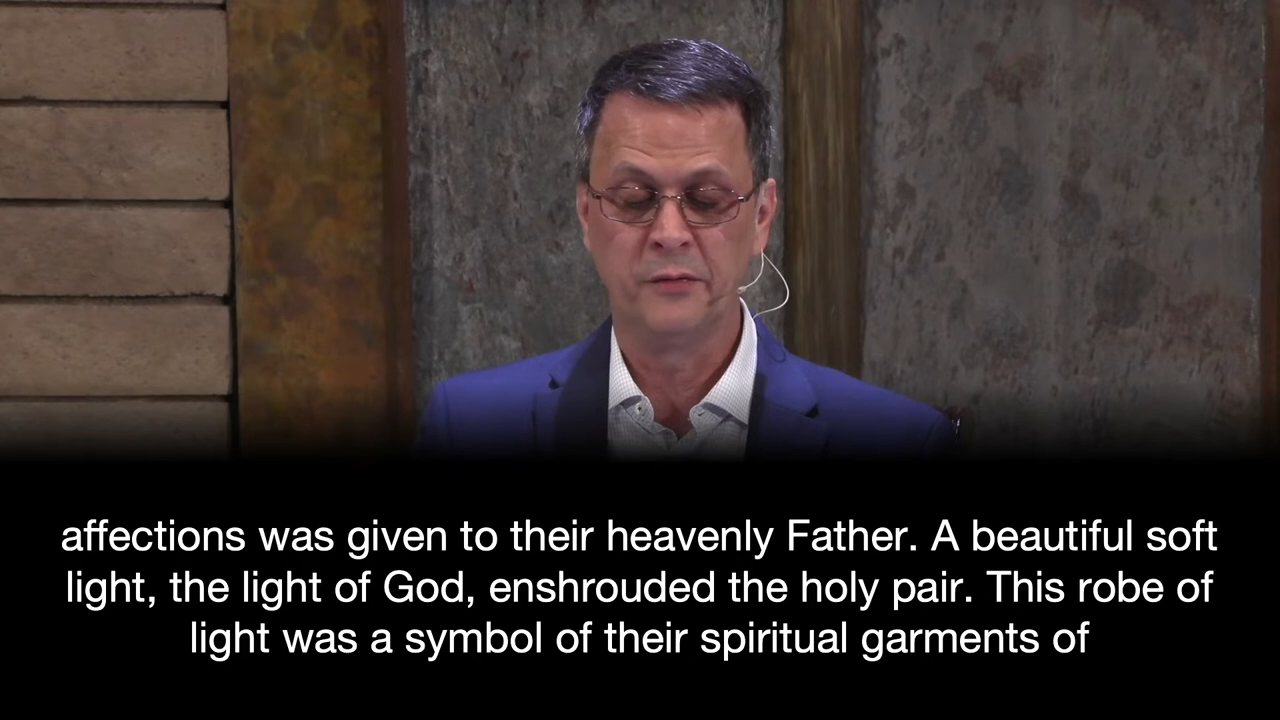 affections was given to their heavenly Father. A beautiful soft
light, the light of God, enshrouded the holy pair. This robe of
light was a symbol of their spiritual garments of